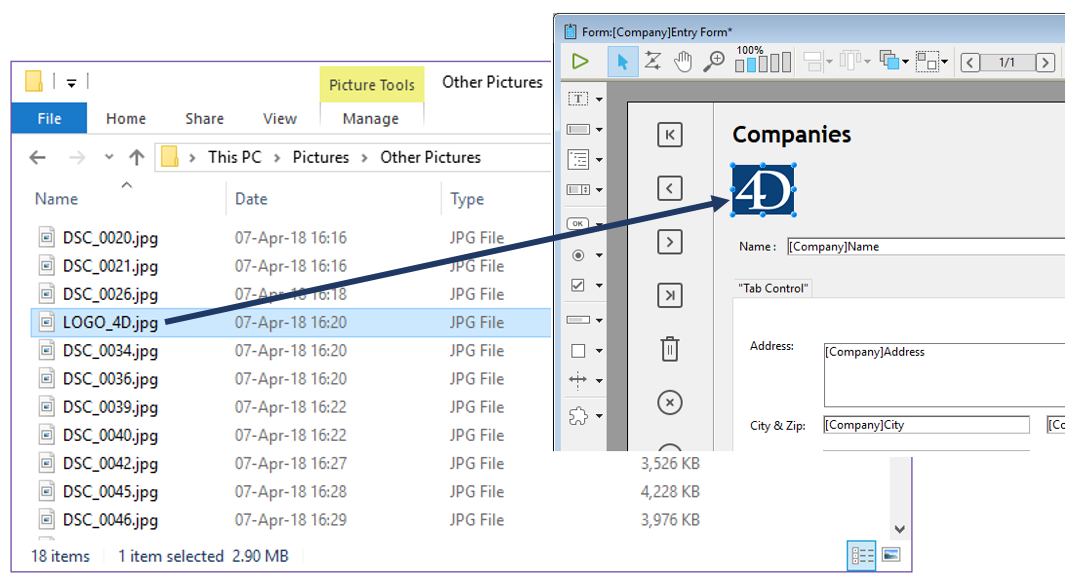 Picture Tools
Other Pictures
File Home Share View Manage
This PC > Pictures > Other Pictures
Name Date Type
DSC_0020.jpg 07-Apr-18 16:16 JPG File
DSC_0021.jpg 07-Apr-18 16:16 JPG File
DSC_0026.jpg 07-Apr-18 16:18 JPG File
LOGO_4D.jpg 07-Apr-18 16:20 JPG File
DSC_0034.jpg 07-Apr-18 16:20 JPG File
DSC_0036.jpg 07-Apr-18 16:20 JPG File
DSC_0039.jpg 07-Apr-18 16:22 JPG File
DSC_0040.jpg 07-Apr-18 16:22 JPG File
DSC_0042.jpg 07-Apr-18 16:27 JPG File 3,526 KB
DSC_0045.jpg 07-Apr-18 16:28 JPG File 4,228 KB
DSC_0046.jpg 07-Apr-18 16:29 JPG File 3,976 KB
18 items 1 item selected 2.90 MB
Form:[Company]Entry Form*
100%
1/1
T
OK
Companies
4D
Name : [Company]Name
"Tab Control"
Address: [Company]Address
City & Zip: [Company]City [Co